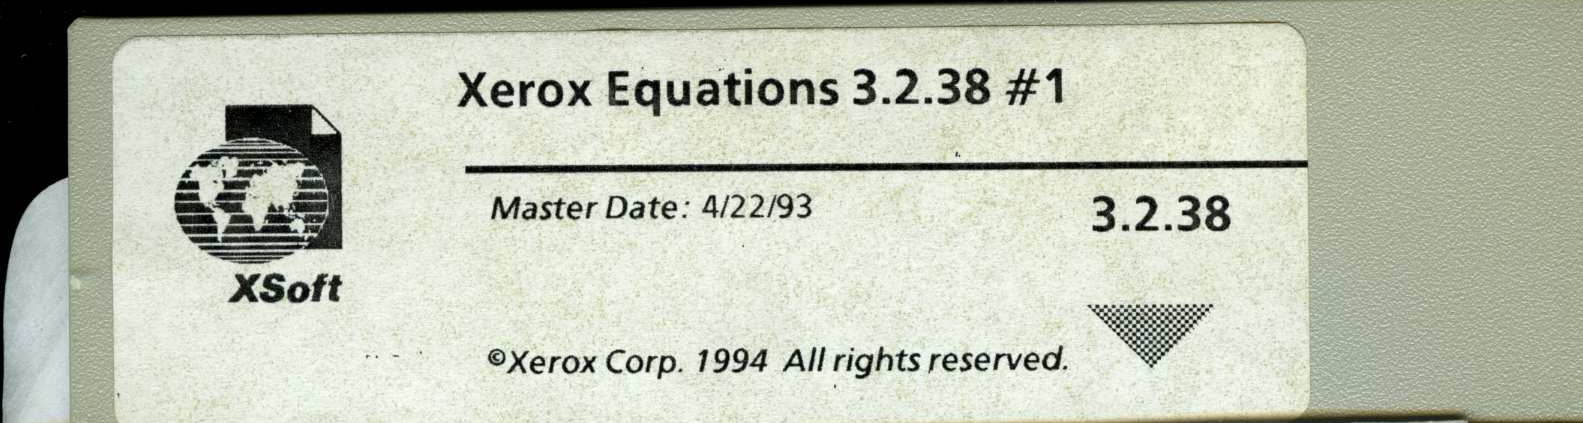 Xerox Equations 3.2.38 #1
Master Date: 4/22/93
3.2.38
XSoft
©Xerox Corp. 1994 All rights reserved.